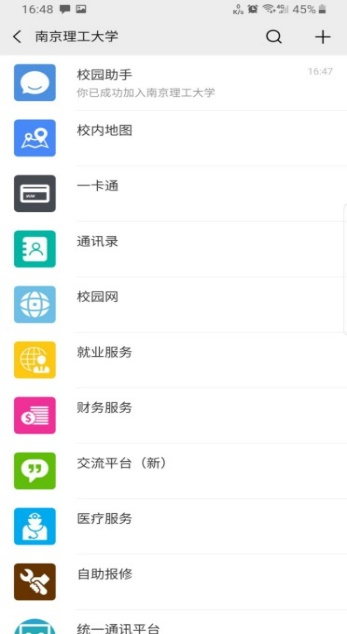 16:48
0
K/s
4G
45%
南京理工大学
校园助手
16:47
你已成功加入南京理工大学
校内地图
一卡通
通讯录
校园网
就业服务
财务服务
交流平台（新）
医疗服务
自助报修
统一通讯平台